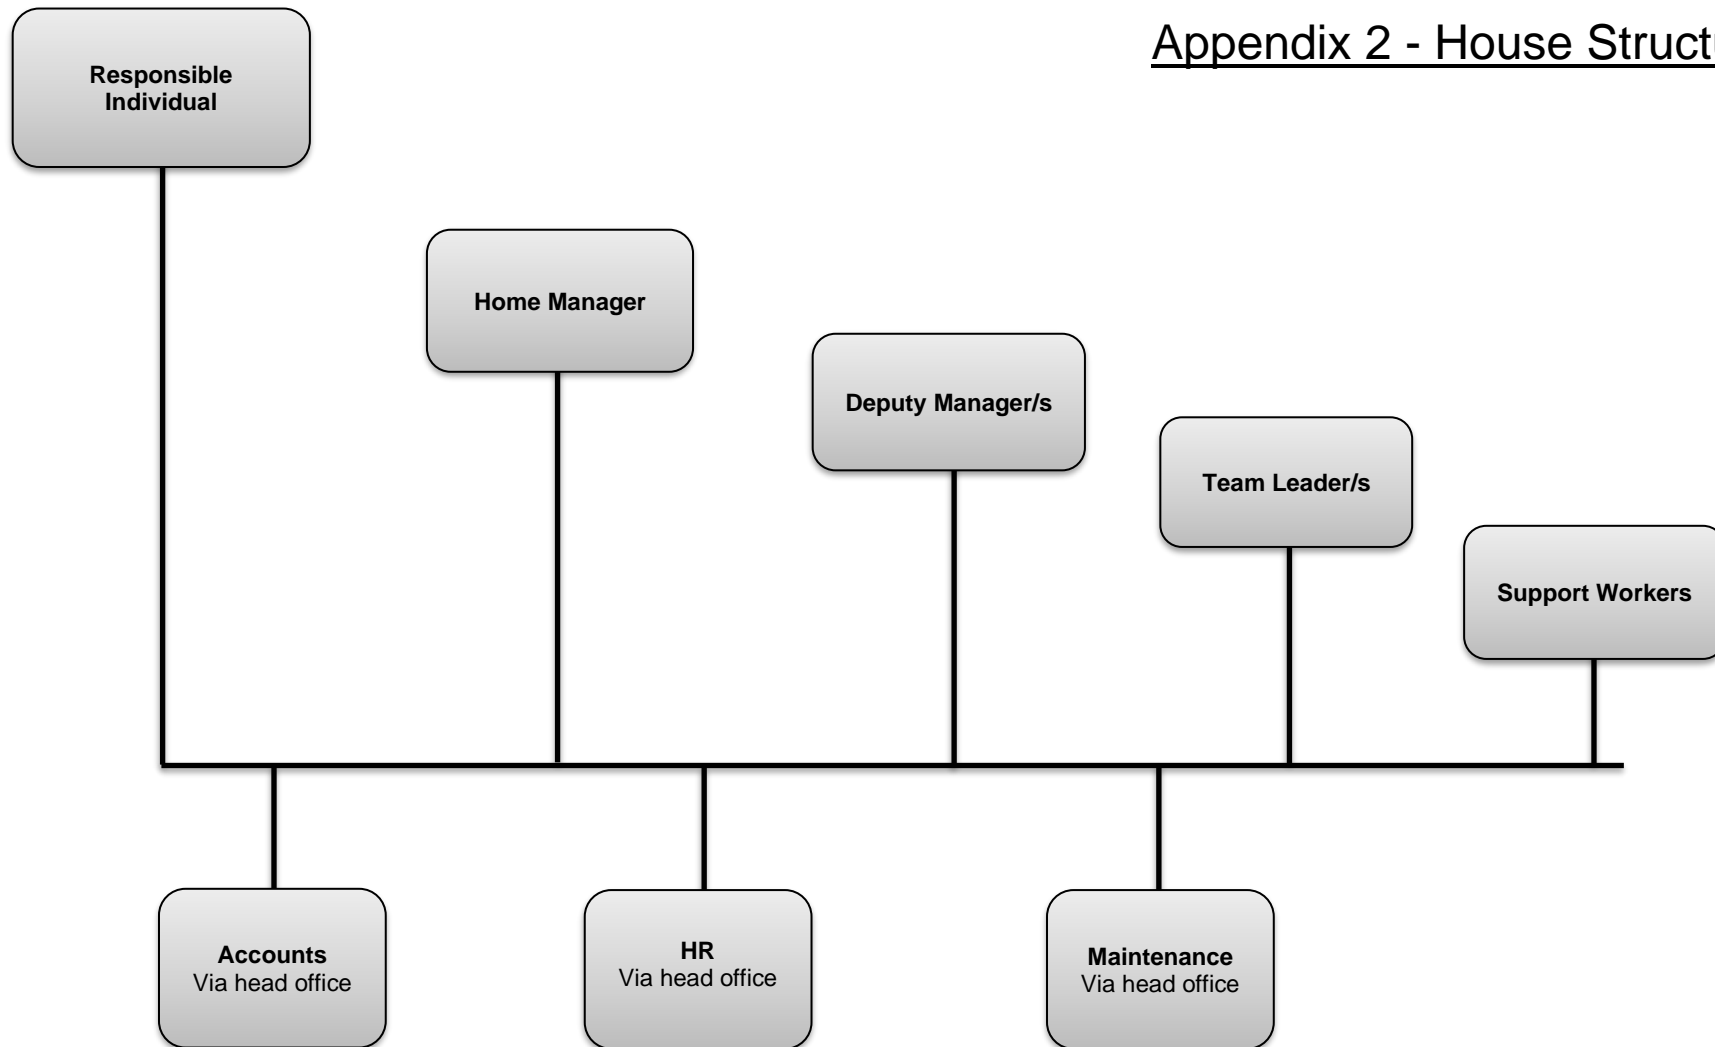 Appendix 2 - House Struct
Responsible
Individual
Home Manager
Deputy Manager/s
Team Leader/s
Support Workers
Accounts
Via head office
HR
Via head office
Maintenance
Via head office